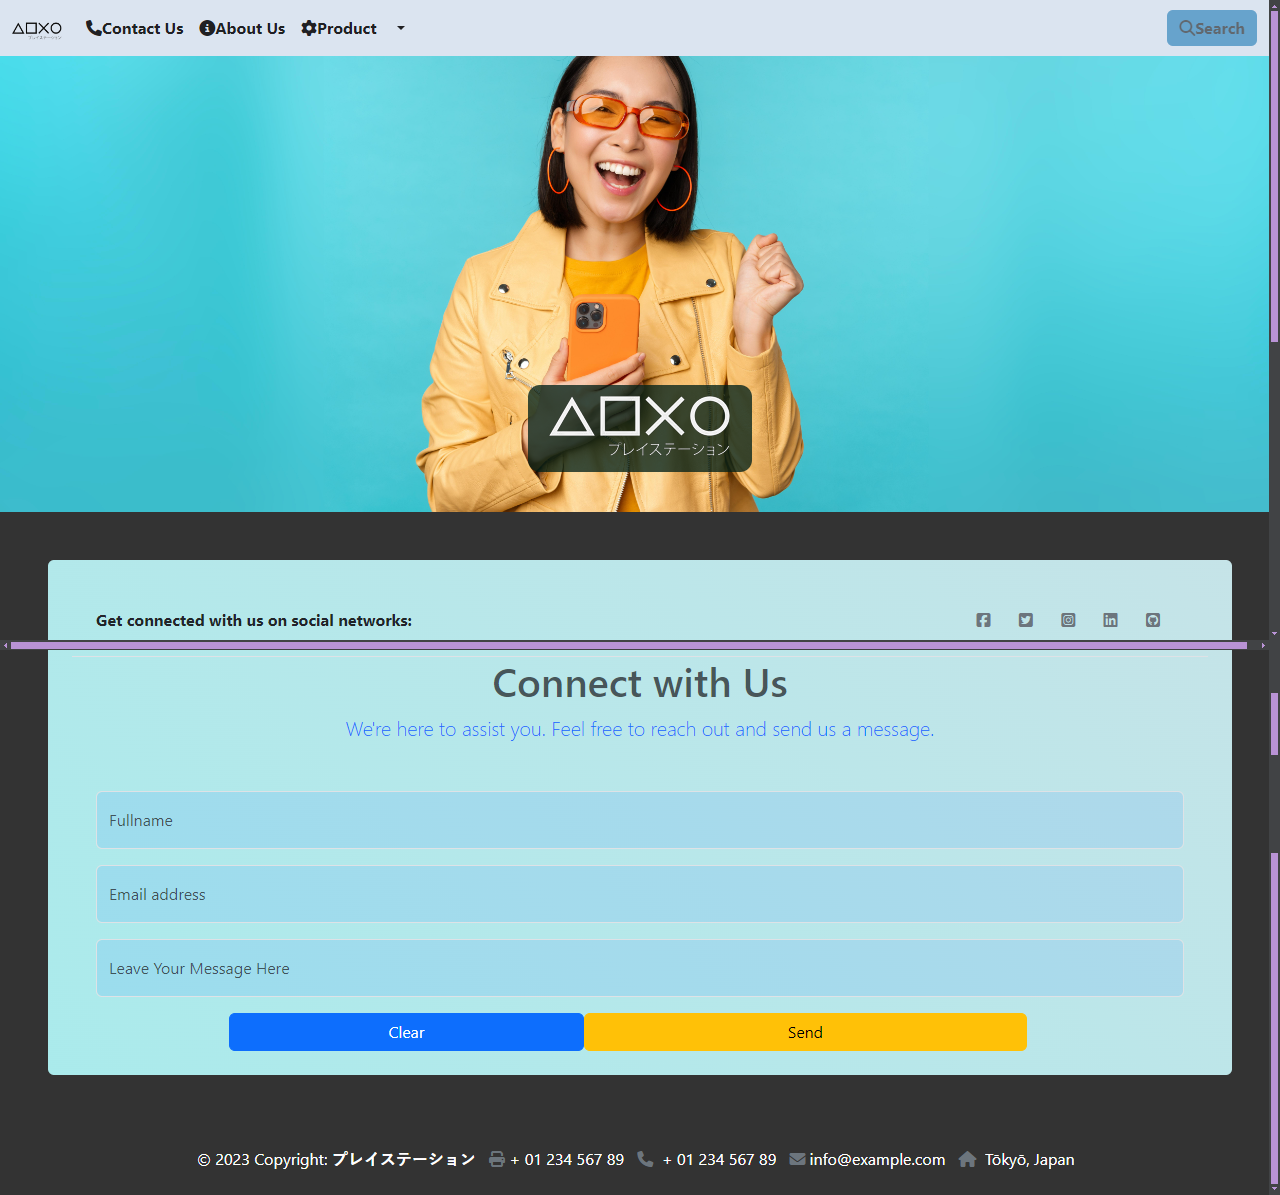 プレイステーション
Contact Us
About Us
Product
Search
プレイステーション
Get connected with us on social networks:
Connect with Us
We're here to assist you. Feel free to reach out and send us a message.
Fullname
Email address
Leave Your Message Here
Clear
Send
© 2023 Copyright: プレイステーション + 01 234 567 89 + 01 234 567 89 info@example.com Tōkyō, Japan